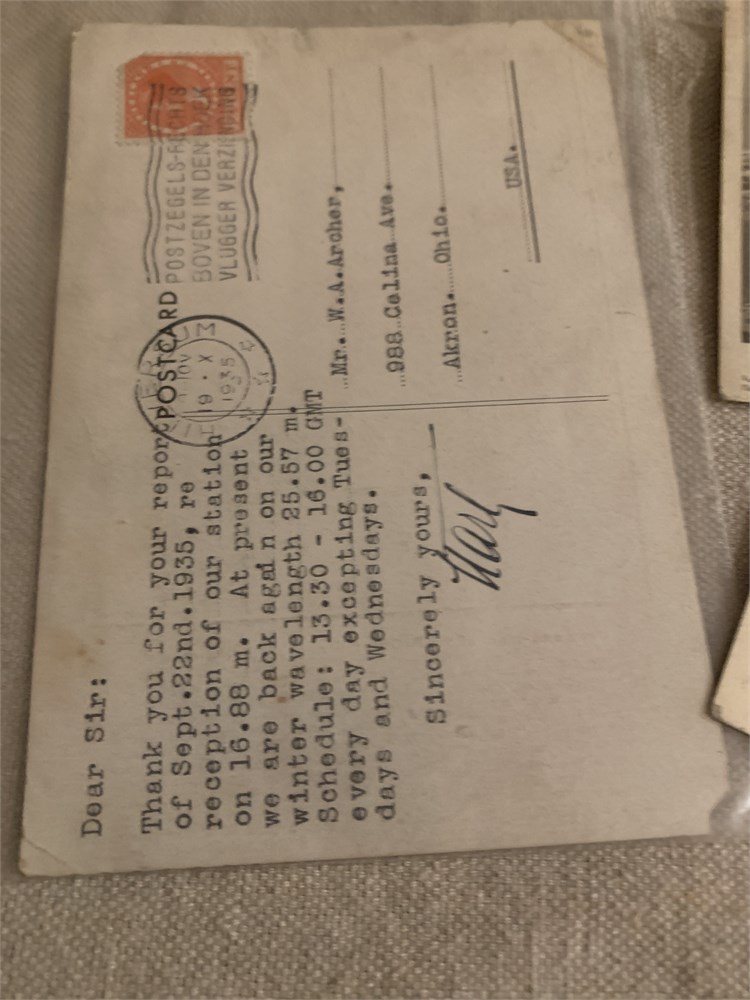 Dear Sir:
Thank you for your report
of Sept.22nd.1935, re
reception of our station
on 16.88 m. At present
we are back again on our
winter wavelength 25.57 m.
Schedule: 13.30 - 16.00 GMT
every day excepting Tues-
days and Wednesdays.
Sincerely yours,
POSTCARD
19 · X
1935
POSTZEGELS-RECHTS
BOVEN IN DEN HOEK
VLUGGER VERZENDING
Mr. W.A.Archer,
988 Celina Ave.
Akron. Ohio.
USA.